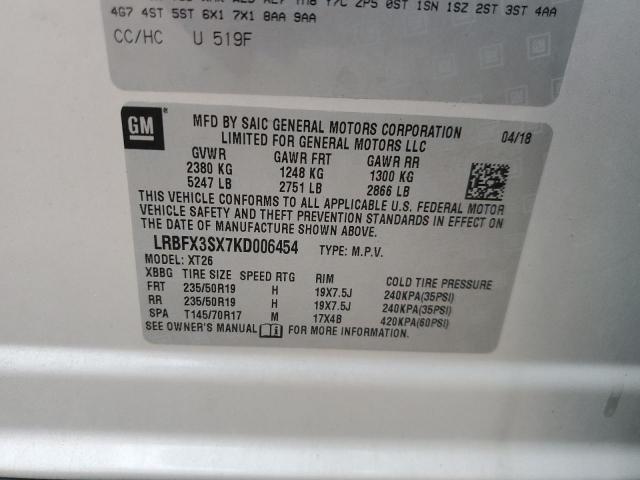 4G7 4ST 5ST 6X1 7X1 8AA 9AA
CC/HC U 519F
GM
MFD BY SAIC GENERAL MOTORS CORPORATION
LIMITED FOR GENERAL MOTORS LLC
04/18
GVWR GAWR FRT GAWR RR
2380 KG 1248 KG 1300 KG
5247 LB 2751 LB 2866 LB
THIS VEHICLE CONFORMS TO ALL APPLICABLE U.S. FEDERAL MOTOR
VEHICLE SAFETY AND THEFT PREVENTION STANDARDS IN EFFECT ON
THE DATE OF MANUFACTURE SHOWN ABOVE.
LRBFX3SX7KD006454 TYPE: M.P.V.
MODEL: XT26
XBBG TIRE SIZE SPEED RTG RIM COLD TIRE PRESSURE
FRT 235/50R19 H 19X7.5J 240KPA(35PSI)
RR 235/50R19 H 19X7.5J 240KPA(35PSI)
SPA T145/70R17 M 17X4B 420KPA(60PSI)
SEE OWNER'S MANUAL FOR MORE INFORMATION.